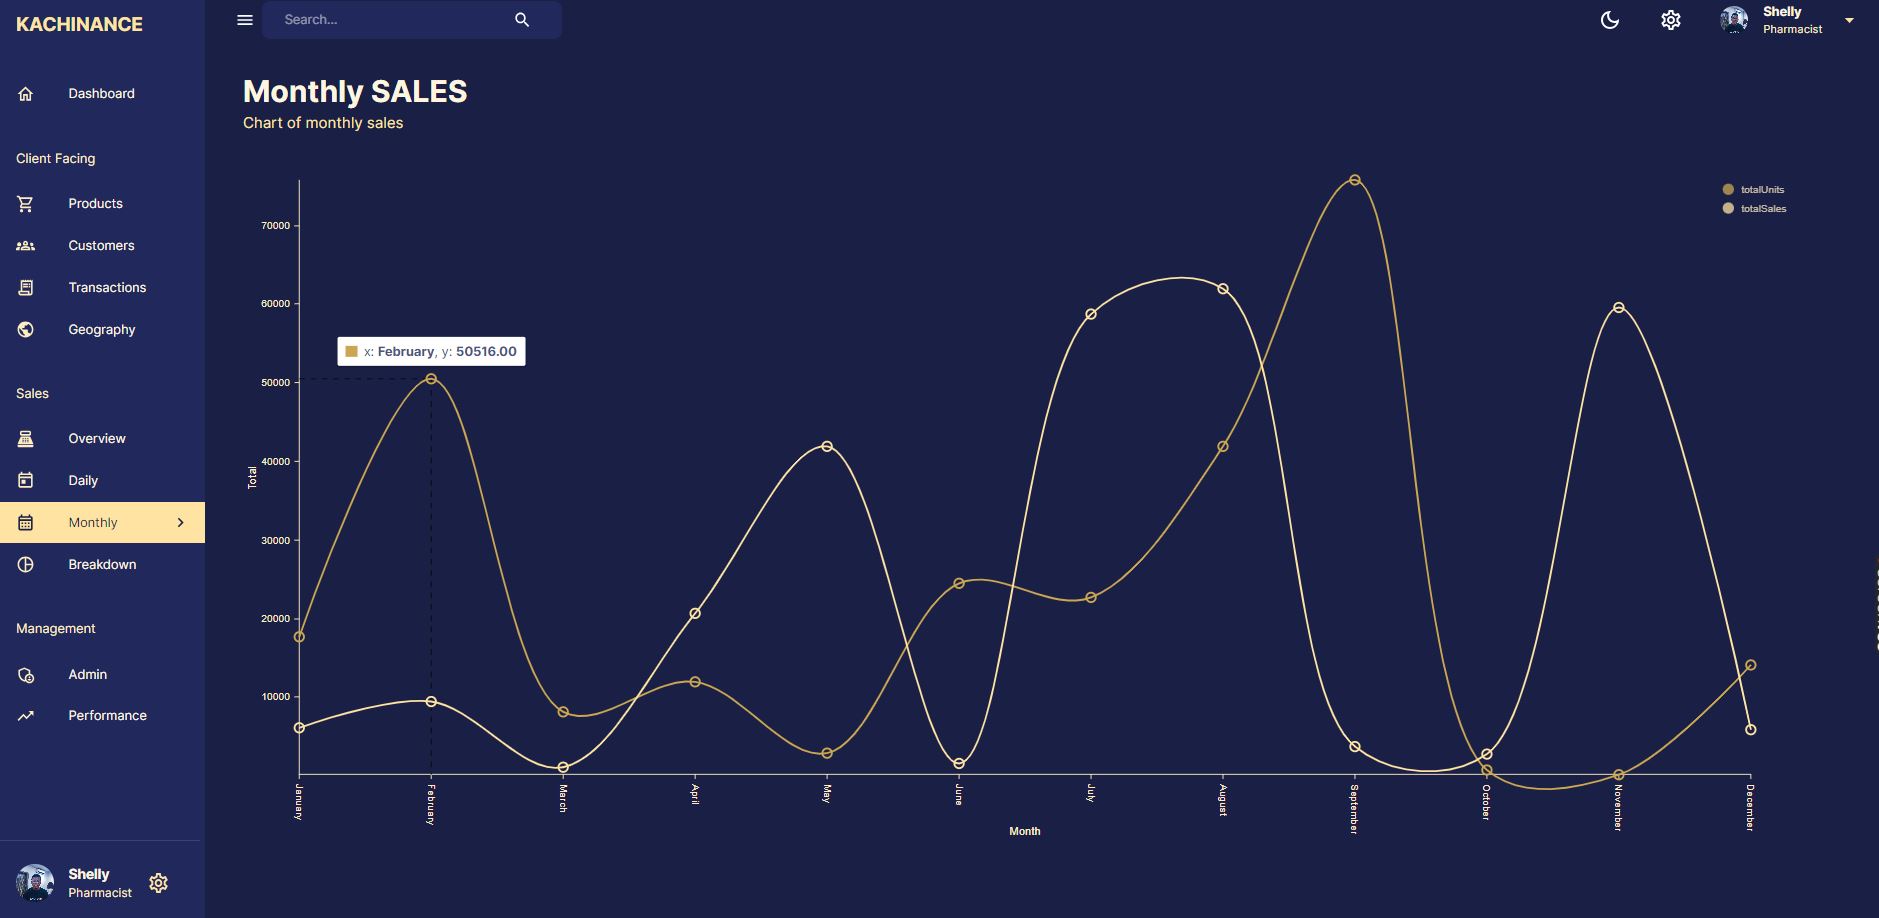 KACHINANCE
Search...
Shelly
Pharmacist
Dashboard
Client Facing
Products
Customers
Transactions
Geography
Sales
Overview
Daily
Monthly
Breakdown
Management
Admin
Performance
Shelly
Pharmacist
Monthly SALES
Chart of monthly sales
totalUnits
totalSales
x: February, y: 50516.00
70000
60000
50000
40000
30000
20000
10000
Total
January
February
March
April
May
June
July
August
September
October
November
December
Month